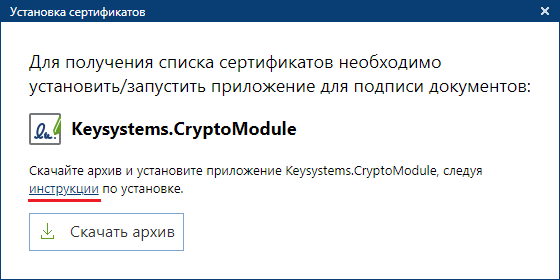 Установка сертификатов
Для получения списка сертификатов необходимо
установить/запустить приложение для подписи документов:
Keysystems.CryptoModule
Скачайте архив и установите приложение Keysystems.CryptoModule, следуя
инструкции по установке.
Скачать архив